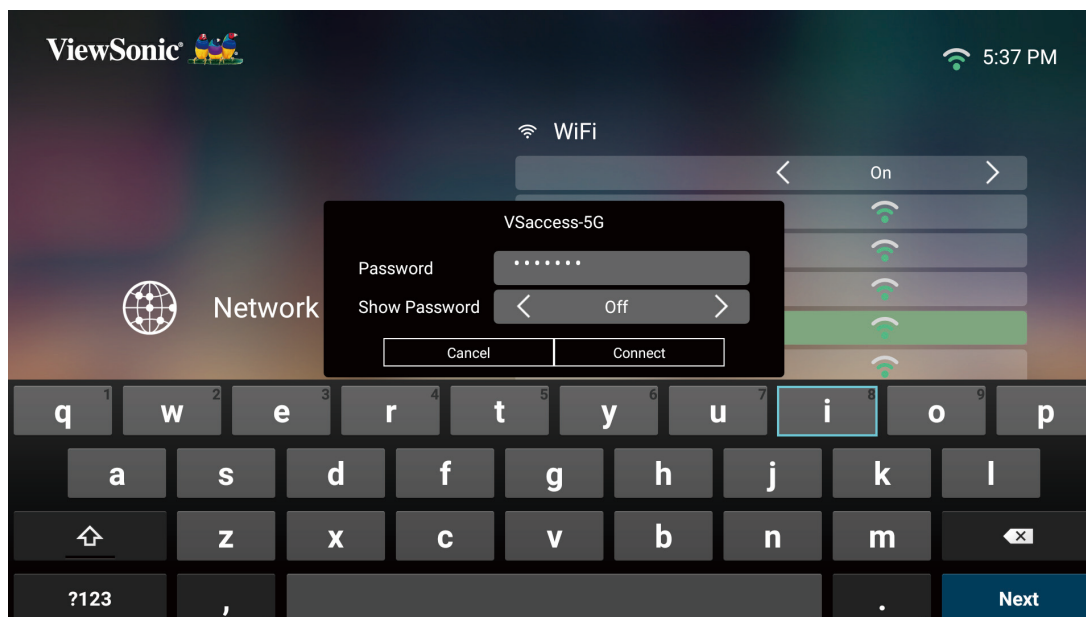 ViewSonic®
5:37 PM
WiFi
On
VSaccess-5G
Password •••••••
Network
Show Password Off
Cancel Connect
q 1 w 2 e 3 r 4 t 5 y 6 u 7 i 8 o 9 p
a s d f g h j k l
z x c v b n m
?123 , . Next